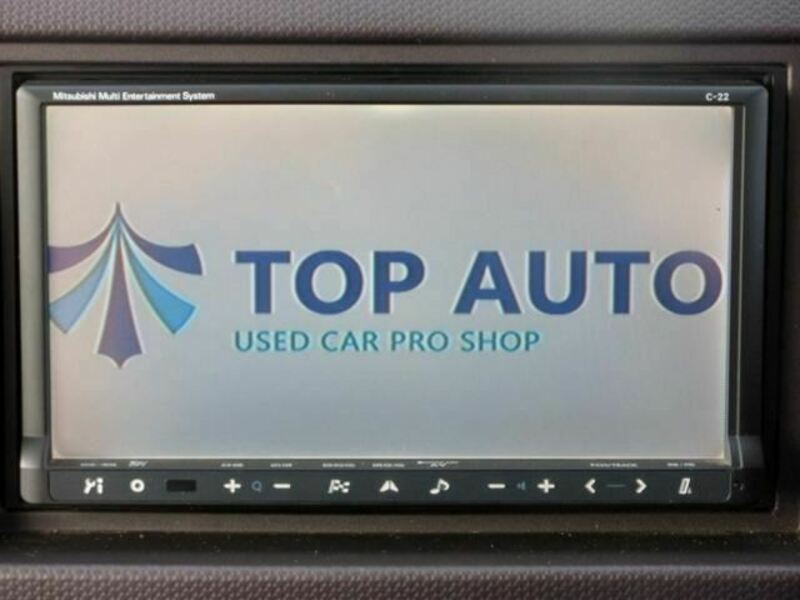 Mitsubishi Multi Entertainment System
C-22
TOP AUTO
USED CAR PRO SHOP